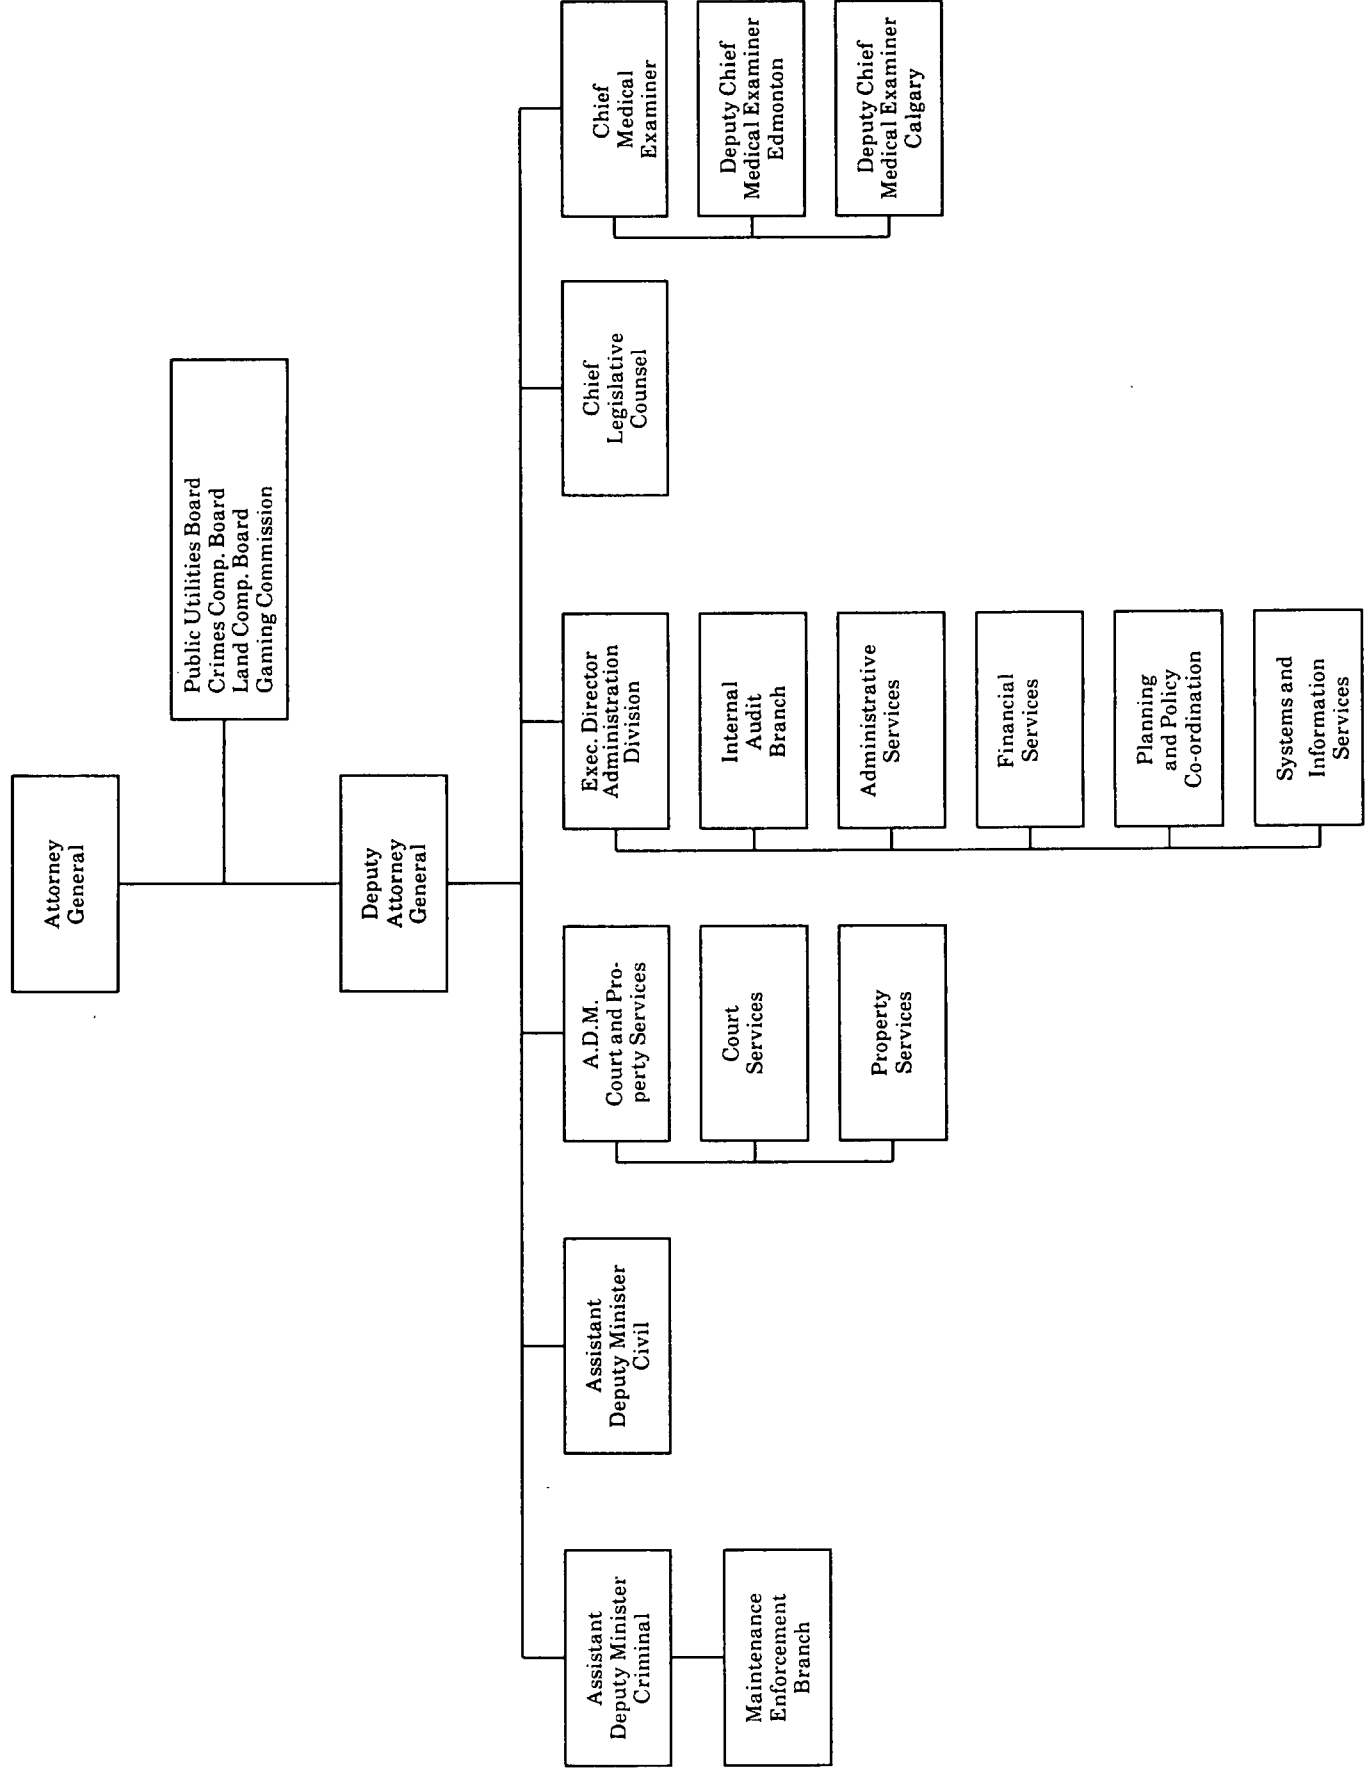 Attorney
General
Public Utilities Board
Crimes Comp. Board
Land Comp. Board
Gaming Commission
Deputy
Attorney
General
Assistant
Deputy Minister
Criminal
Maintenance
Enforcement
Branch
Assistant
Deputy Minister
Civil
A.D.M.
Court and Pro-
perty Services
Court
Services
Property
Services
Exec. Director
Administration
Division
Internal
Audit
Branch
Administrative
Services
Financial
Services
Planning
and Policy
Co-ordination
Systems and
Information
Services
Chief
Legislative
Counsel
Chief
Medical
Examiner
Deputy Chief
Medical Examiner
Edmonton
Deputy Chief
Medical Examiner
Calgary